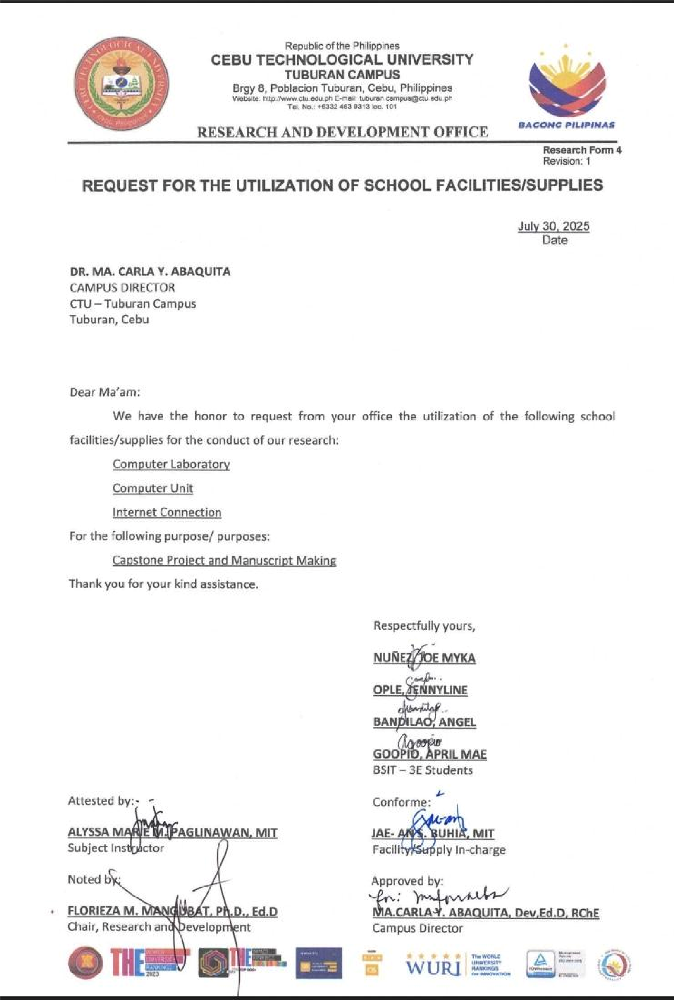 CEBU TECHNOLOGICAL UNIVERSITY
Cebu, Philippines
Republic of the Philippines
CEBU TECHNOLOGICAL UNIVERSITY
TUBURAN CAMPUS
Brgy 8, Poblacion Tuburan, Cebu, Philippines
Website: http://www.ctu.edu.ph E-mail: tuburan.campus@ctu.edu.ph
Tel. No.: +6332 463 9313 loc. 101
BAGONG PILIPINAS
RESEARCH AND DEVELOPMENT OFFICE
Research Form 4
Revision: 1
REQUEST FOR THE UTILIZATION OF SCHOOL FACILITIES/SUPPLIES
July 30, 2025
Date
DR. MA. CARLA Y. ABAQUITA
CAMPUS DIRECTOR
CTU – Tuburan Campus
Tuburan, Cebu
Dear Ma'am:
We have the honor to request from your office the utilization of the following school
facilities/supplies for the conduct of our research:
Computer Laboratory
Computer Unit
Internet Connection
For the following purpose/ purposes:
Capstone Project and Manuscript Making
Thank you for your kind assistance.
Respectfully yours,
NUÑEZ, JOE MYKA
OPLE, JENNYLINE
BANDILAO, ANGEL
GOOPIO, APRIL MAE
BSIT – 3E Students
Attested by:
ALYSSA MARIE M. PAGLINAWAN, MIT
Subject Instructor
Conforme:
JAE- AN S. BUHIA, MIT
Facility/Supply In-charge
Noted by:
FLORIEZA M. MANGUBAT, Ph.D., Ed.D
Chair, Research and Development
Approved by:
for:
MA.CARLA Y. ABAQUITA, Dev,Ed.D, RChE
Campus Director
THE WORLD UNIVERSITY RANKINGS 2023
THE
WURI
The WORLD
UNIVERSITY
RANKINGS
for INNOVATION